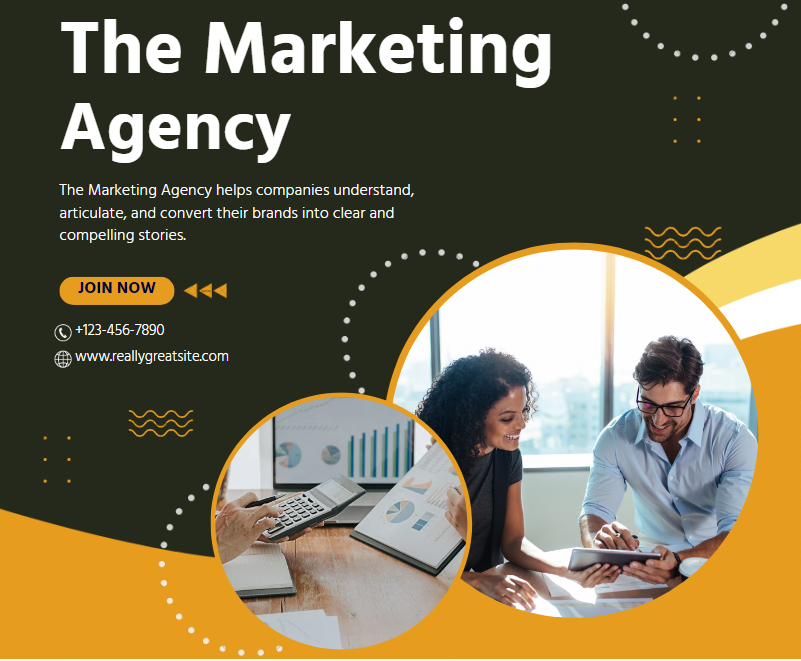 The Marketing
Agency
The Marketing Agency helps companies understand,
articulate, and convert their brands into clear and
compelling stories.
JOIN NOW
+123-456-7890
www.reallygreatsite.com